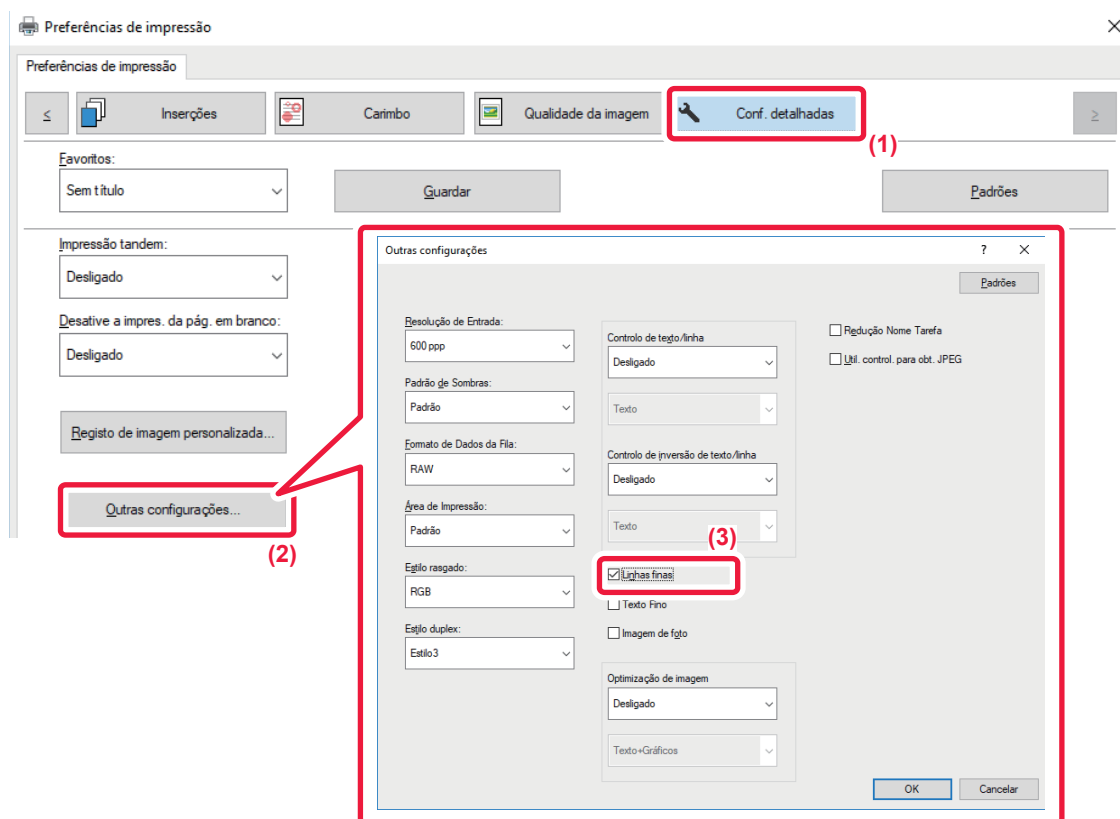 Preferências de impressão
Preferências de impressão
<
Inserções
Carimbo
Qualidade da imagem
Conf. detalhadas
>
(1)
Favoritos:
Sem título
Guardar
Padrões
Impressão tandem:
Desligado
Desative a impres. da pág. em branco:
Desligado
Registo de imagem personalizada...
Outras configurações...
(2)
Outras configurações
?
Padrões
Resolução de Entrada:
600 ppp
Padrão de Sombras:
Padrão
Formato de Dados da Fila:
RAW
Área de Impressão:
Padrão
Estilo rasgado:
RGB
Estilo duplex:
Estilo3
Controlo de texto/linha
Desligado
Texto
Controlo de inversão de texto/linha
Desligado
Texto
(3)
Linhas finas
Texto Fino
Imagem de foto
Optimização de imagem
Desligado
Texto+Gráficos
Redução Nome Tarefa
Util. control. para obt. JPEG
OK
Cancelar